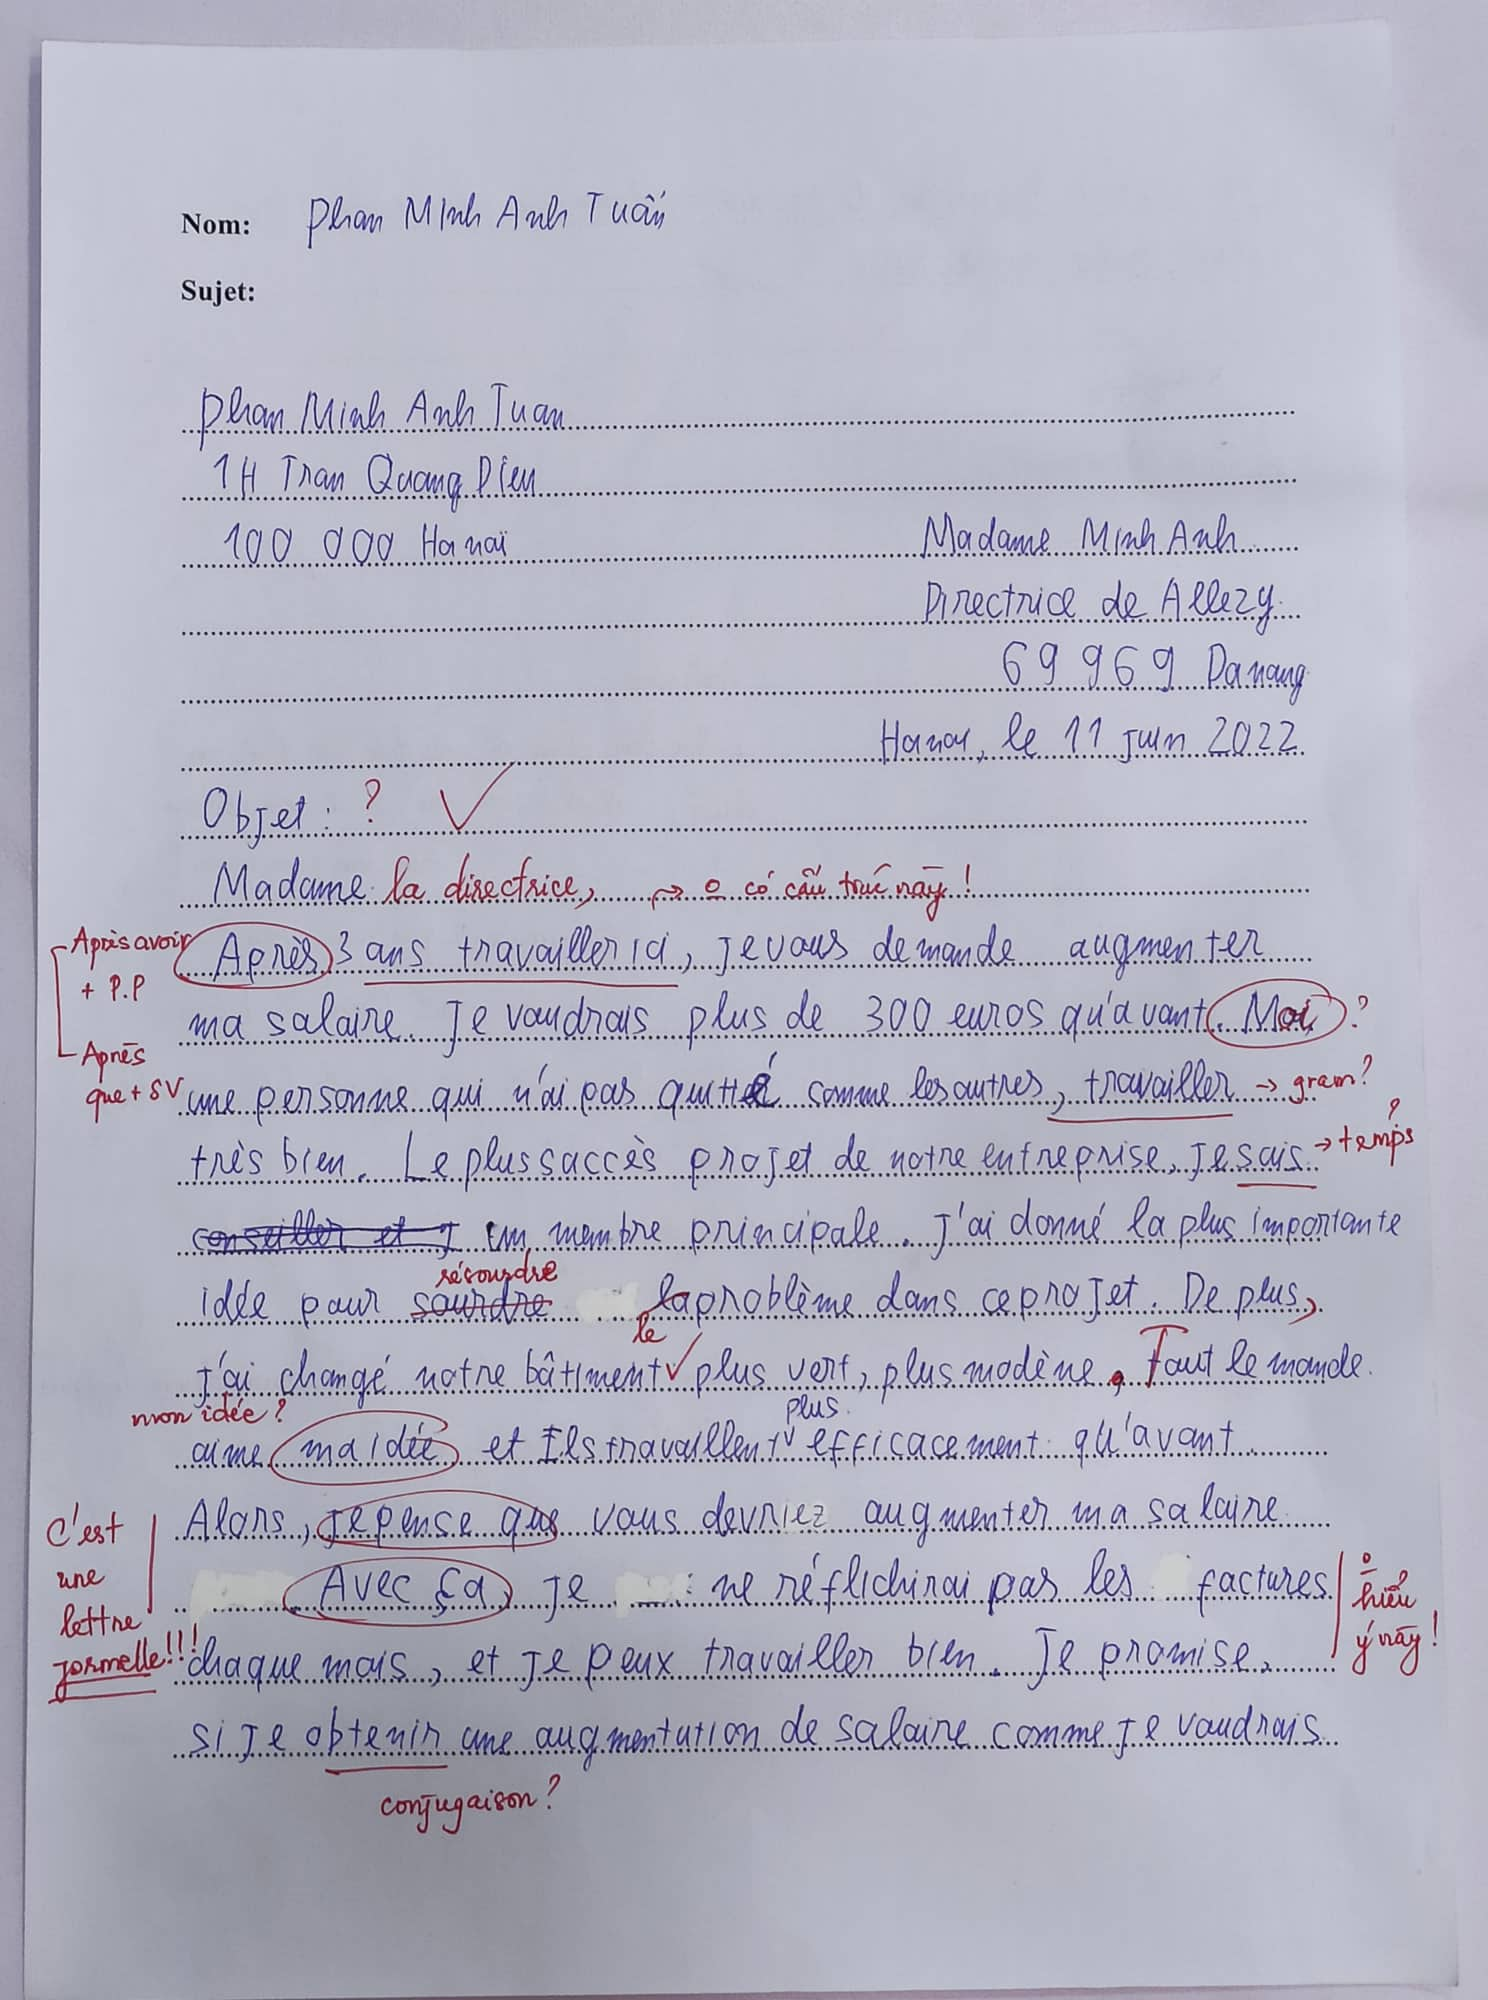 Nom: Phan Minh Anh Tuấn
Sujet:
Phan Minh Anh Tuan
1H Tran Quang Dieu
100 000 Hanoï
Madame Minh Anh
Directrice de Allezy
69 969 Danang
Hanoi, le 11 juin 2022
Objet : ?
Madame la directrice, → o có cấu trúc này!
Après avoir + P.P
Après que + SV
Après 3 ans travailler ici, je vous demande augmenter
ma salaire. Je voudrais plus de 300 euros qu'avant. Moi, ?
une personne qui n'ai pas quitté comme les autres, travailler → gram?
très bien. Le plus saccès projet de notre entreprise, je sais → temps ?
conseiller et j un membre principale. J'ai donné la plus importante
résoudre
idée pour sourdre la problème dans ce projet. De plus,
le
j'ai changé notre bâtiment plus vert, plus modène, Tout le monde
mon idée? plus
aime ma idée et Ils travaillent efficacement qu'avant
Alors, je pense que vous devriez augmenter ma salaire
C'est une lettre formelle!!!
Avec ça, je ne réflichirai pas les factures
o hiểu ý này!
chaque mois, et je peux travailler bien. Je promise,
si je obtenir une augmentation de salaire comme je voudrais
conjugaison?